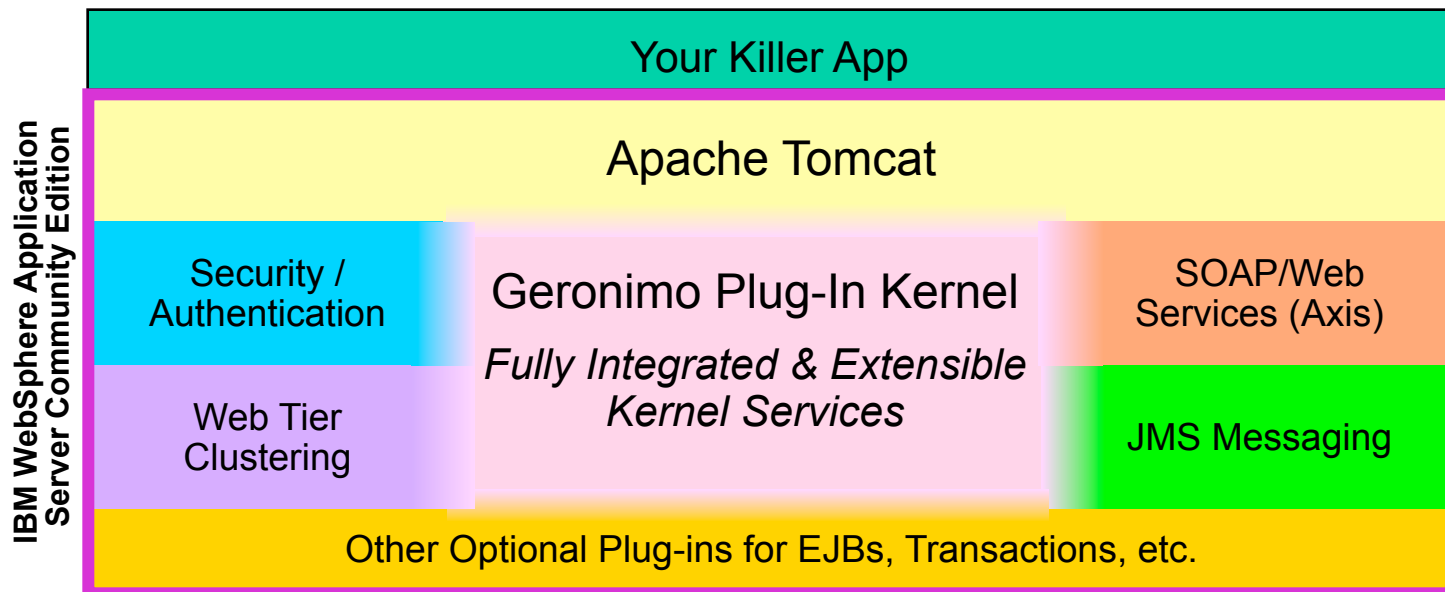 Your Killer App
IBM WebSphere Application
Server Community Edition
Apache Tomcat
Security /
Authentication
Geronimo Plug-In Kernel
Fully Integrated & Extensible
Kernel Services
SOAP/Web
Services (Axis)
Web Tier
Clustering
JMS Messaging
Other Optional Plug-ins for EJBs, Transactions, etc.